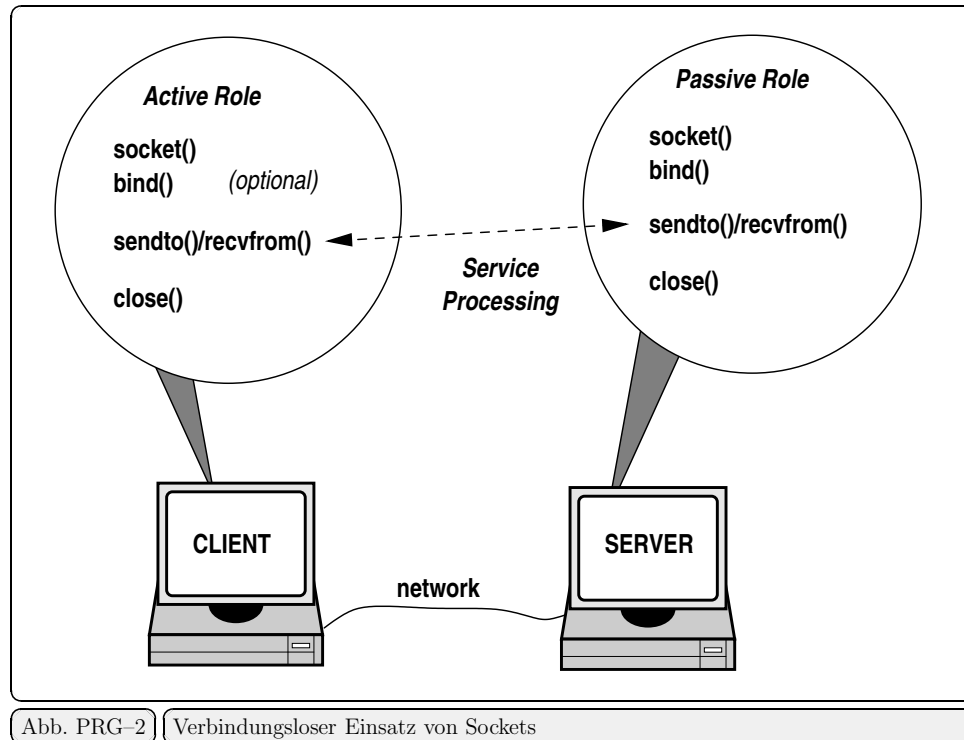 Active Role
socket()
bind() (optional)
sendto()/recvfrom()
close()
Passive Role
socket()
bind()
sendto()/recvfrom()
close()
Service
Processing
CLIENT
SERVER
network
Abb. PRG–2 Verbindungsloser Einsatz von Sockets